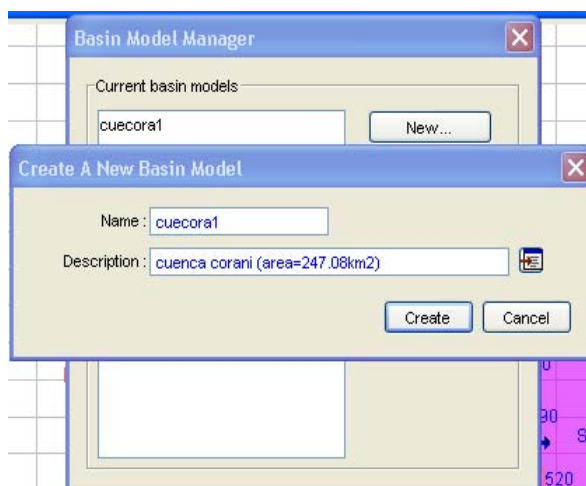 Basin Model Manager
Current basin models
cuecora1
New...
Create A New Basin Model
Name : cuecora1
Description : cuenca corani (area=247.08km2)
Create Cancel
0
90
S
520